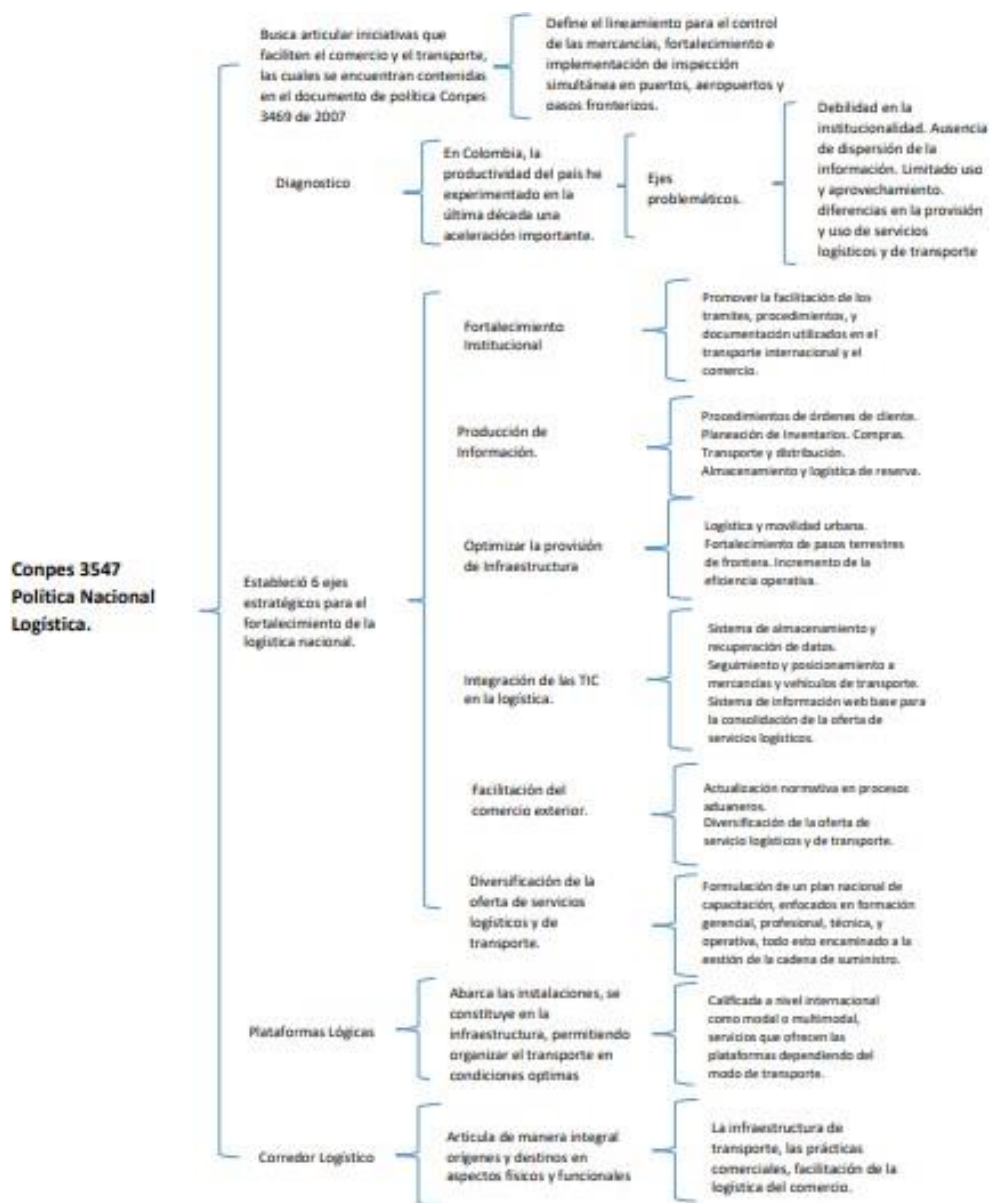 Busca articular iniciativas que
faciliten el comercio y el transporte,
las cuales se encuentran contenidas
en el documento de política Conpes
3469 de 2007
Define el lineamiento para el control
de las mercancías, fortalecimiento e
implementación de inspección
simultánea en puertos, aeropuertos y
oasos fronterizos.
Diagnostico
En Colombia, la
productividad del país he
experimentado en la
última década una
aceleración importante.
Ejes
problemáticos.
Debilidad en la
institucionalidad. Ausencia
de dispersión de la
información. Limitado uso
y aprovechamiento.
diferencias en la provisión
y uso de servicios
logísticos y de transporte
Conpes 3547
Política Nacional
Logística.
Estableció 6 ejes
estratégicos para el
fortalecimiento de la
logística nacional.
Fortalecimiento
Institucional
Promover la facilitación de los
tramites, procedimientos, y
documentación utilizados en el
transporte internacional y el
comercio.
Producción de
Información.
Procedimientos de órdenes de cliente.
Planeación de Inventarios. Compras.
Transporte y distribución.
Almacenamiento y logística de reserve.
Optimizar la provisión
de Infraestructura
Logística y movilidad urbana.
Fortalecimiento de pasos terrestres
de frontera. Incremento de la
eficiencia operativa.
Integración de las TIC
en la logística.
Sistema de almacenamiento y
recuperación de datos.
Seguimiento y posicionamiento a
mercancías y vehículos de transporte.
Sistema de información web base para
la consolidación de la oferta de
servicios logísticos.
Facilitación del
comercio exterior.
Actualización normativa en procesos
aduaneros.
Diversificación de la oferta de
servicio logísticos y de transporte.
Diversificación de la
oferta de servicios
logísticos y de
transporte.
Formulación de un plan nacional de
capacitación, enfocados en formación
gerencial, profesional, técnica, y
operativa, todo esto encaminado a la
gestión de la cadena de suministro.
Plataformas Lógicas
Abarca las instalaciones, se
constituye en la
infraestructura, permitiendo
organizar el transporte en
condiciones optimas
Calificada a nivel internacional
como modal o multimodal,
servicios que ofrecen las
plataformas dependiendo del
modo de transporte.
Corredor Logístico
Articula de manera integral
orígenes y destinos en
aspectos físicos y funcionales
La infraestructura de
transporte, las prácticas
comerciales, facilitación de la
logística del comercio.